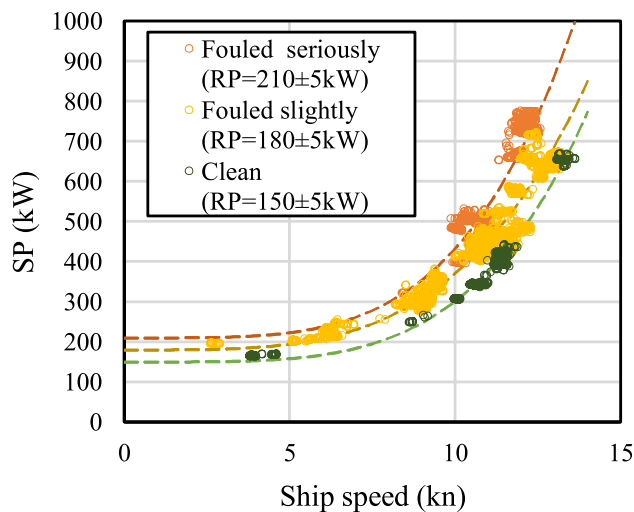 1000
900
800
700
600
500
400
300
200
100
0
SP (kW)
Fouled seriously
(RP=210±5kW)
Fouled slightly
(RP=180±5kW)
Clean
(RP=150±5kW)
0 5 10 15
Ship speed (kn)